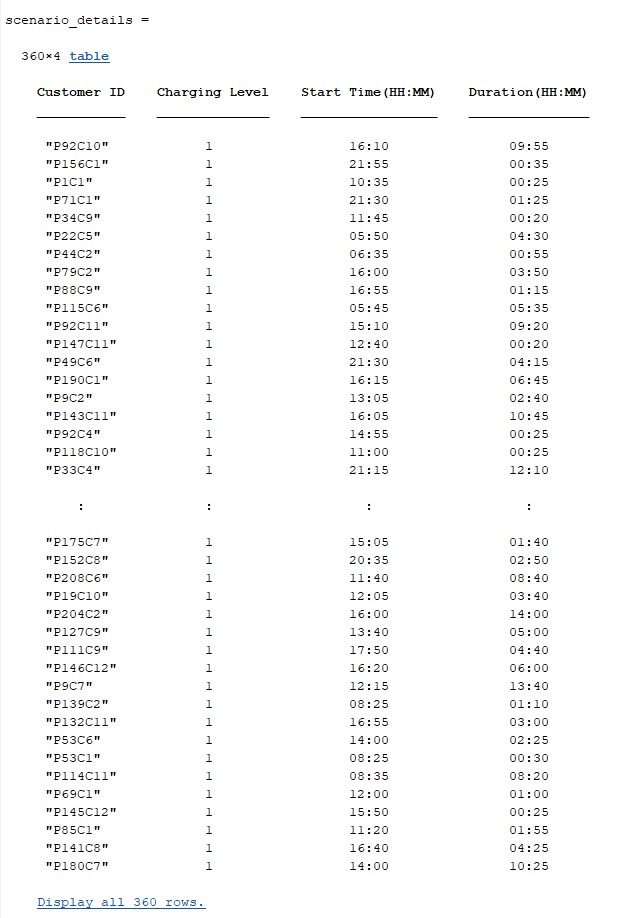 scenario_details =
360×4 table
Customer ID Charging Level Start Time(HH:MM) Duration(HH:MM)
"P92C10" 1 16:10 09:55
"P156C1" 1 21:55 00:35
"P1C1" 1 10:35 00:25
"P71C1" 1 21:30 01:25
"P34C9" 1 11:45 00:20
"P22C5" 1 05:50 04:30
"P44C2" 1 06:35 00:55
"P79C2" 1 16:00 03:50
"P88C9" 1 16:55 01:15
"P115C6" 1 05:45 05:35
"P92C11" 1 15:10 09:20
"P147C11" 1 12:40 00:20
"P49C6" 1 21:30 04:15
"P190C1" 1 16:15 06:45
"P9C2" 1 13:05 02:40
"P143C11" 1 16:05 10:45
"P92C4" 1 14:55 00:25
"P118C10" 1 11:00 00:25
"P33C4" 1 21:15 12:10
: : : :
"P175C7" 1 15:05 01:40
"P152C8" 1 20:35 02:50
"P208C6" 1 11:40 08:40
"P19C10" 1 12:05 03:40
"P204C2" 1 16:00 14:00
"P127C9" 1 13:40 05:00
"P111C9" 1 17:50 04:40
"P146C12" 1 16:20 06:00
"P9C7" 1 12:15 13:40
"P139C2" 1 08:25 01:10
"P132C11" 1 16:55 03:00
"P53C6" 1 14:00 02:25
"P53C1" 1 08:25 00:30
"P114C11" 1 08:35 08:20
"P69C1" 1 12:00 01:00
"P145C12" 1 15:50 00:25
"P85C1" 1 11:20 01:55
"P141C8" 1 16:40 04:25
"P180C7" 1 14:00 10:25
Display all 360 rows.